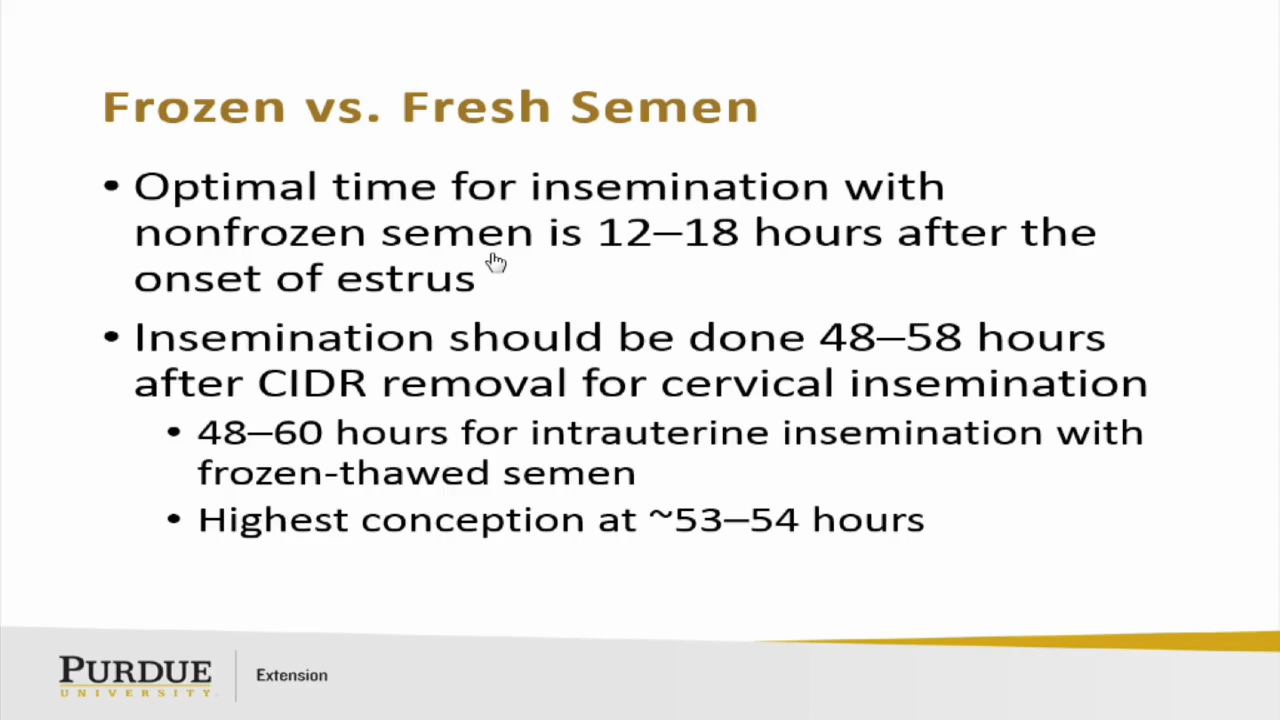 Frozen vs. Fresh Semen
• Optimal time for insemination with
nonfrozen semen is 12–18 hours after the
onset of estrus
• Insemination should be done 48–58 hours
after CIDR removal for cervical insemination
• 48–60 hours for intrauterine insemination with
frozen-thawed semen
• Highest conception at ~53–54 hours
PURDUE
UNIVERSITY
Extension